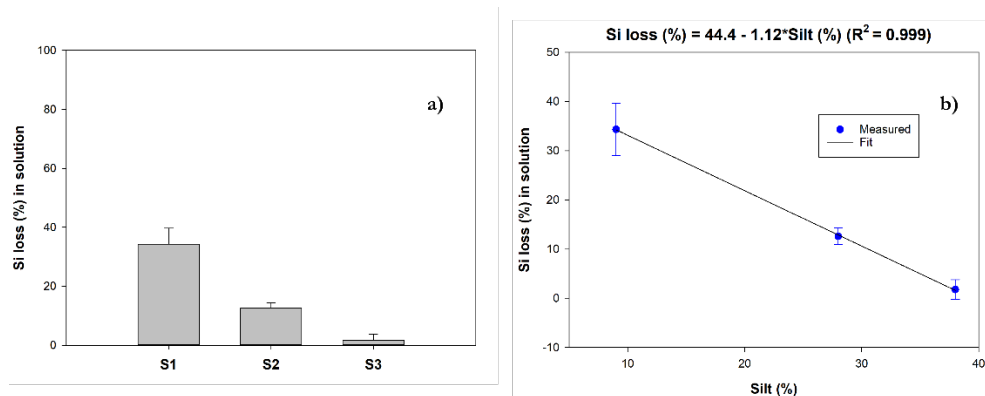 a)
Si loss (%) in solution
100
80
60
40
20
0
S1 S2 S3
Si loss (%) = 44.4 - 1.12*Silt (%) (R² = 0.999)
b)
Measured
Fit
Si loss (%) in solution
50
40
30
20
10
0
-10
10 20 30 40
Silt (%)